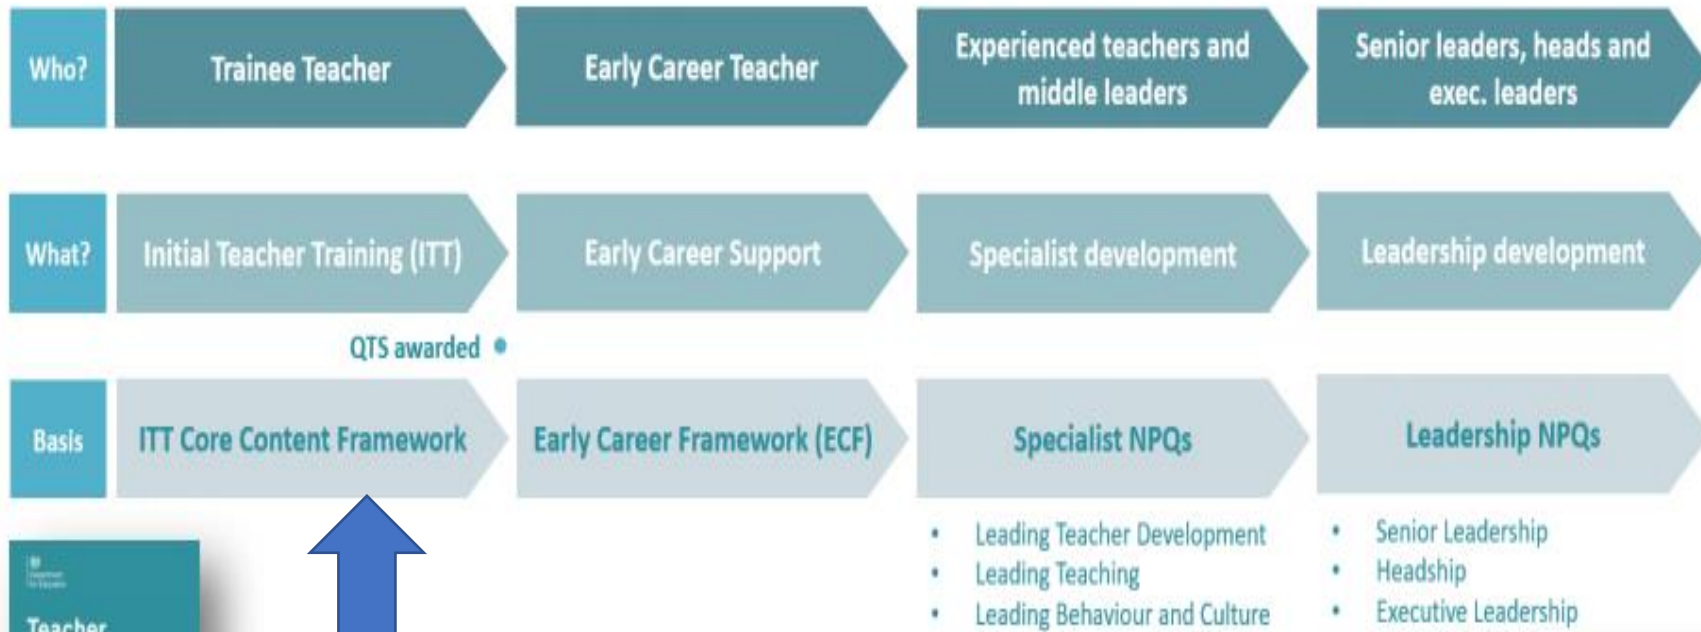 Who?
Trainee Teacher
Early Career Teacher
Experienced teachers and
middle leaders
Senior leaders, heads and
exec. leaders
What?
Initial Teacher Training (ITT)
Early Career Support
Specialist development
Leadership development
QTS awarded •
Basis
ITT Core Content Framework
Early Career Framework (ECF)
Specialist NPQs
Leadership NPQs
• Leading Teacher Development
• Leading Teaching
• Leading Behaviour and Culture
• Senior Leadership
• Headship
• Executive Leadership
Teacher